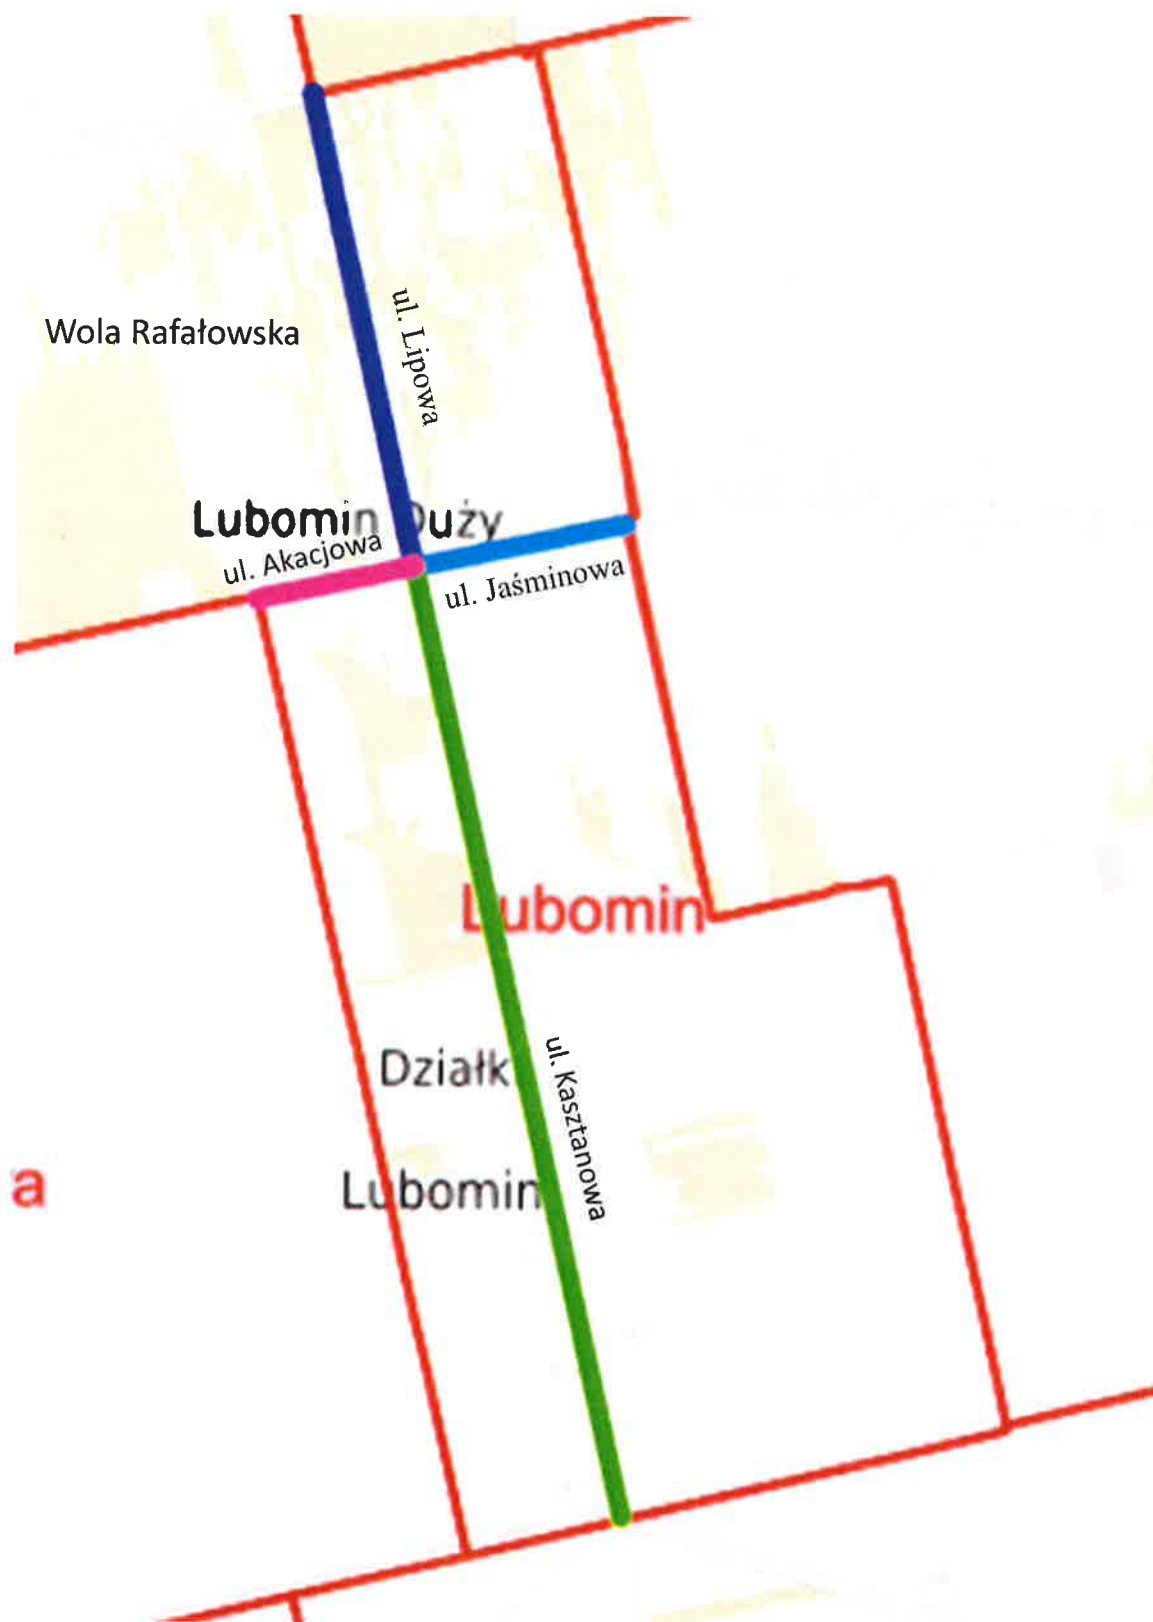 ul. Lipowa
Wola Rafałowska
Lubomin Duży
ul. Akacjowa
ul. Jaśminowa
Lubomin
Działk
ul. Kasztanowa
a
Lubomin